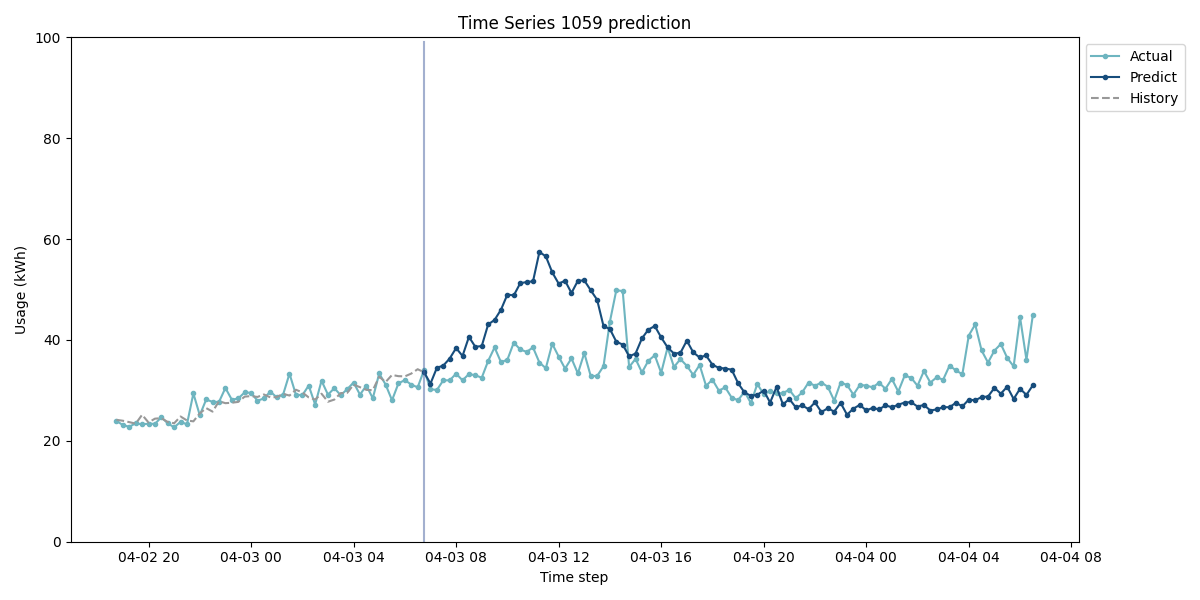 Time Series 1059 prediction
100
80
60
40
20
0
Usage (kWh)
04-02 20
04-03 00
04-03 04
04-03 08
04-03 12
04-03 16
04-03 20
04-04 00
04-04 04
04-04 08
Time step
Actual
Predict
History